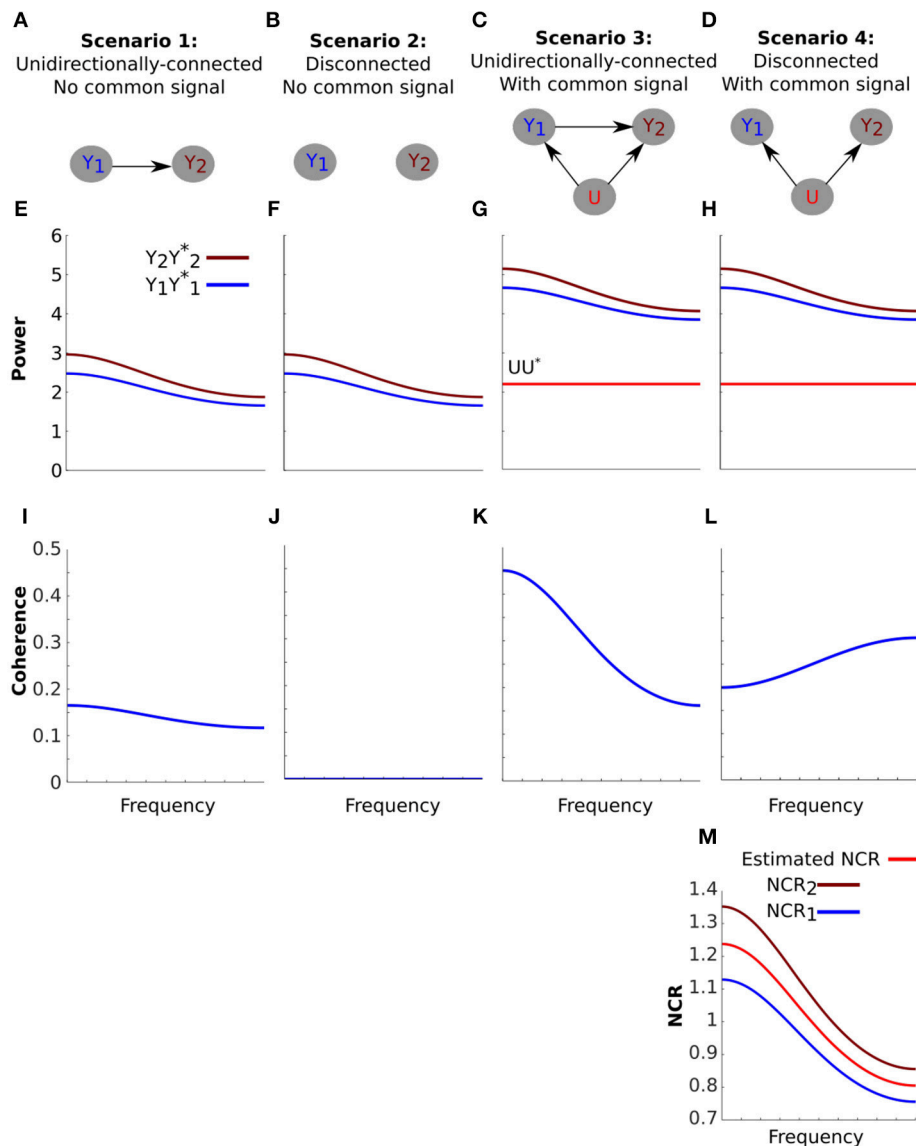 A
B
C
D
Scenario 1:
Unidirectionally-connected
No common signal
Scenario 2:
Disconnected
No common signal
Scenario 3:
Unidirectionally-connected
With common signal
Scenario 4:
Disconnected
With common signal
Y1
Y2
Y1
Y2
Y1
Y2
U
Y1
Y2
U
E
F
G
H
Power
6
5
4
3
2
1
0
Y2Y*2
Y1Y*1
UU*
I
J
K
L
Coherence
0.5
0.4
0.3
0.2
0.1
0
Frequency
Frequency
Frequency
Frequency
M
Estimated NCR
NCR2
NCR1
NCR
1.4
1.3
1.2
1.1
1
0.9
0.8
0.7
Frequency